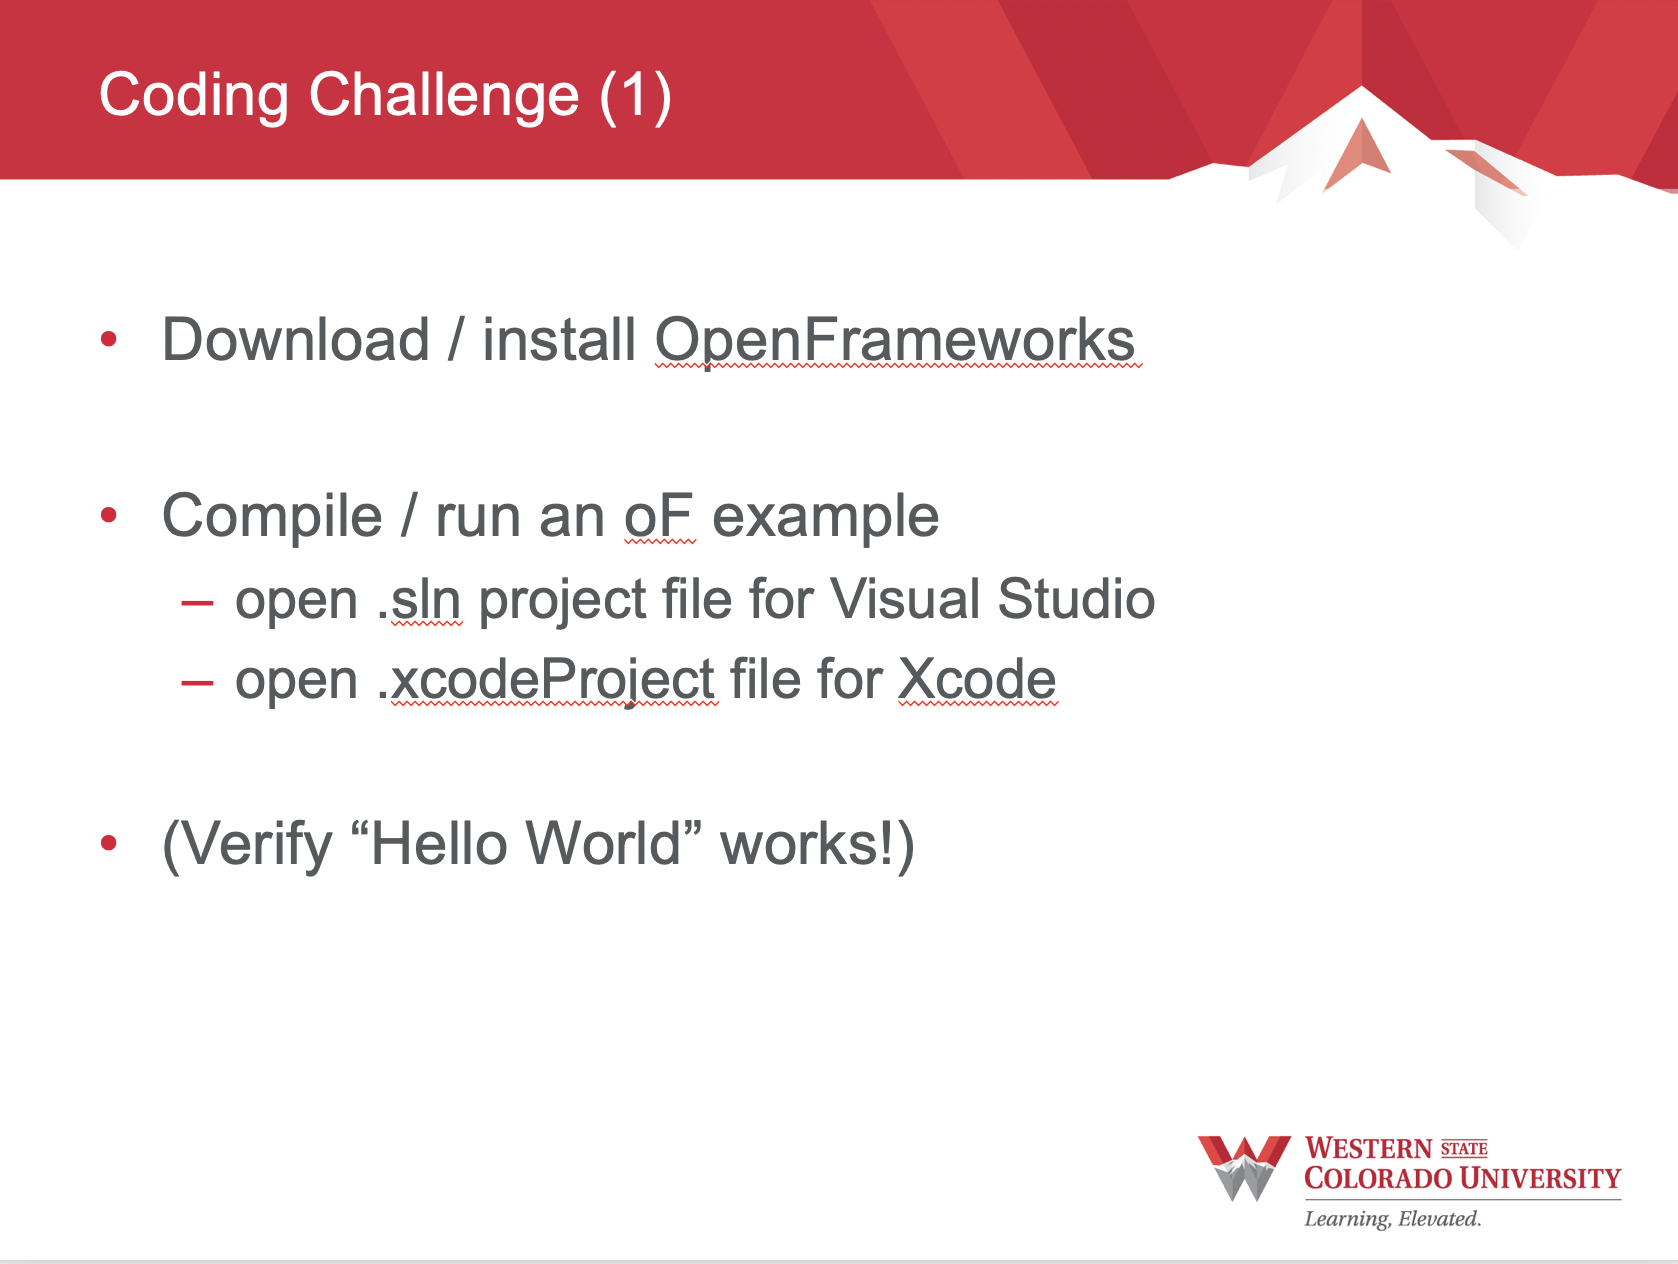 Coding Challenge (1)
• Download / install OpenFrameworks
• Compile / run an oF example
– open .sln project file for Visual Studio
– open .xcodeProject file for Xcode
• (Verify “Hello World” works!)
WESTERN STATE
COLORADO UNIVERSITY
Learning, Elevated.